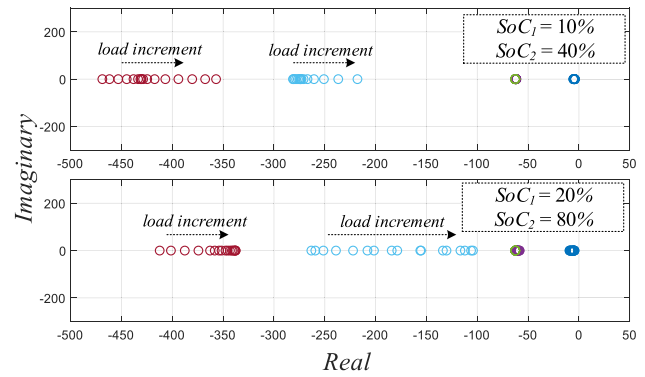 SoC1 = 10%
SoC2 = 40%
load increment
load increment
200
0
-200
-500 -450 -400 -350 -300 -250 -200 -150 -100 -50 0 50
Imaginary
SoC1 = 20%
SoC2 = 80%
load increment
load increment
200
0
-200
-500 -450 -400 -350 -300 -250 -200 -150 -100 -50 0 50
Real